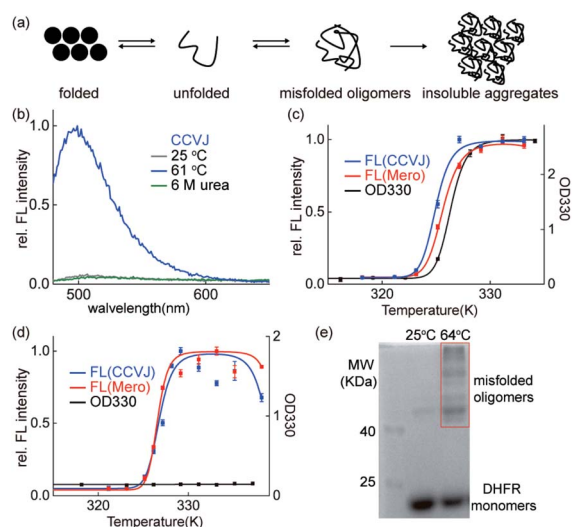 (a)
folded unfolded misfolded oligomers insoluble aggregates
(b)
CCVJ
25 °C
61 °C
6 M urea
1.0
0.5
0.0
rel. FL intensity
500 600
wavelength(nm)
(c)
FL(CCVJ)
FL(Mero)
OD330
1.0
0.5
0.0
rel. FL intensity
2
1
0
OD330
320 330
Temperature(K)
(d)
FL(CCVJ)
FL(Mero)
OD330
1.0
0.5
0.0
rel. FL intensity
2
1
0
OD330
320 330
Temperature(K)
(e)
25°C 64°C
MW
(KDa)
40
25
misfolded
oligomers
DHFR
monomers